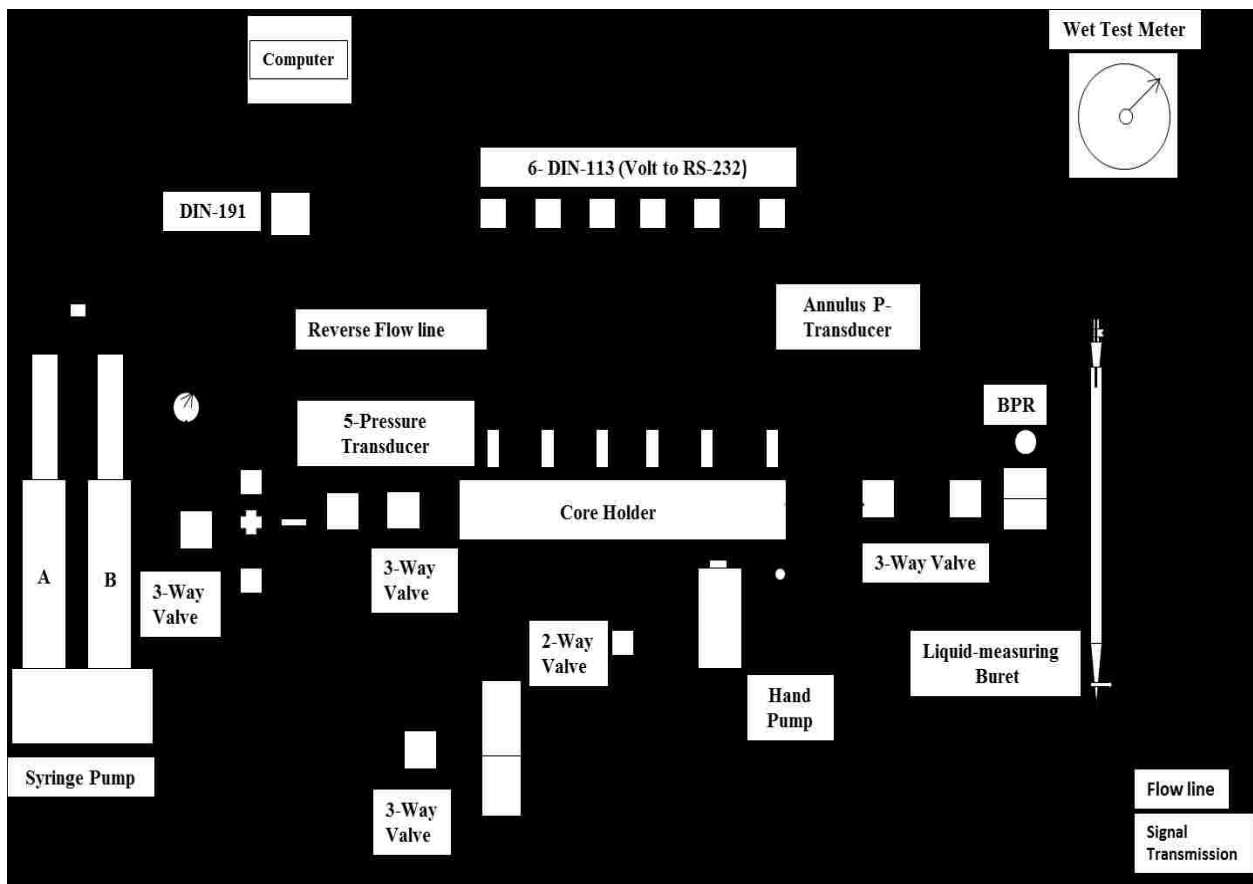 Wet Test Meter
Computer
6- DIN-113 (Volt to RS-232)
DIN-191
Annulus P-
Transducer
Reverse Flow line
BPR
5-Pressure
Transducer
Core Holder
A
B
3-Way
Valve
3-Way
Valve
3-Way Valve
2-Way
Valve
Liquid-measuring
Buret
Hand
Pump
Syringe Pump
3-Way
Valve
Flow line
Signal
Transmission